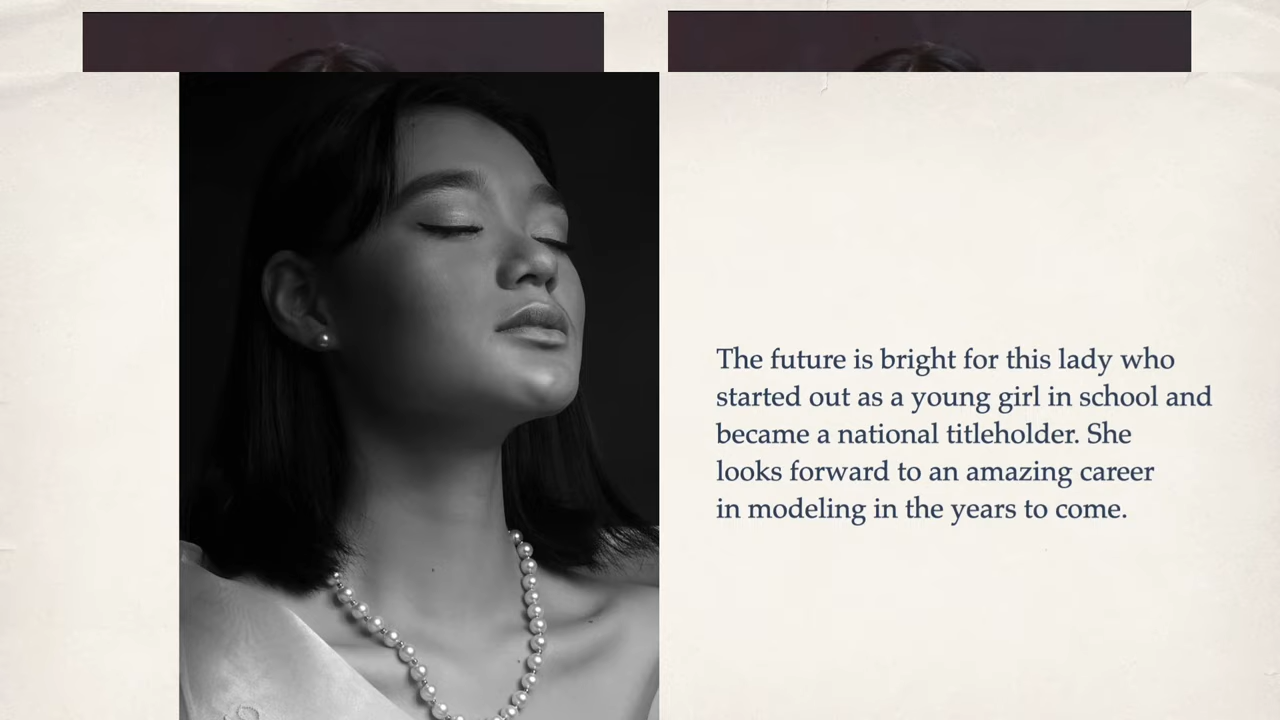 The future is bright for this lady who
started out as a young girl in school and
became a national titleholder. She
looks forward to an amazing career
in modeling in the years to come.